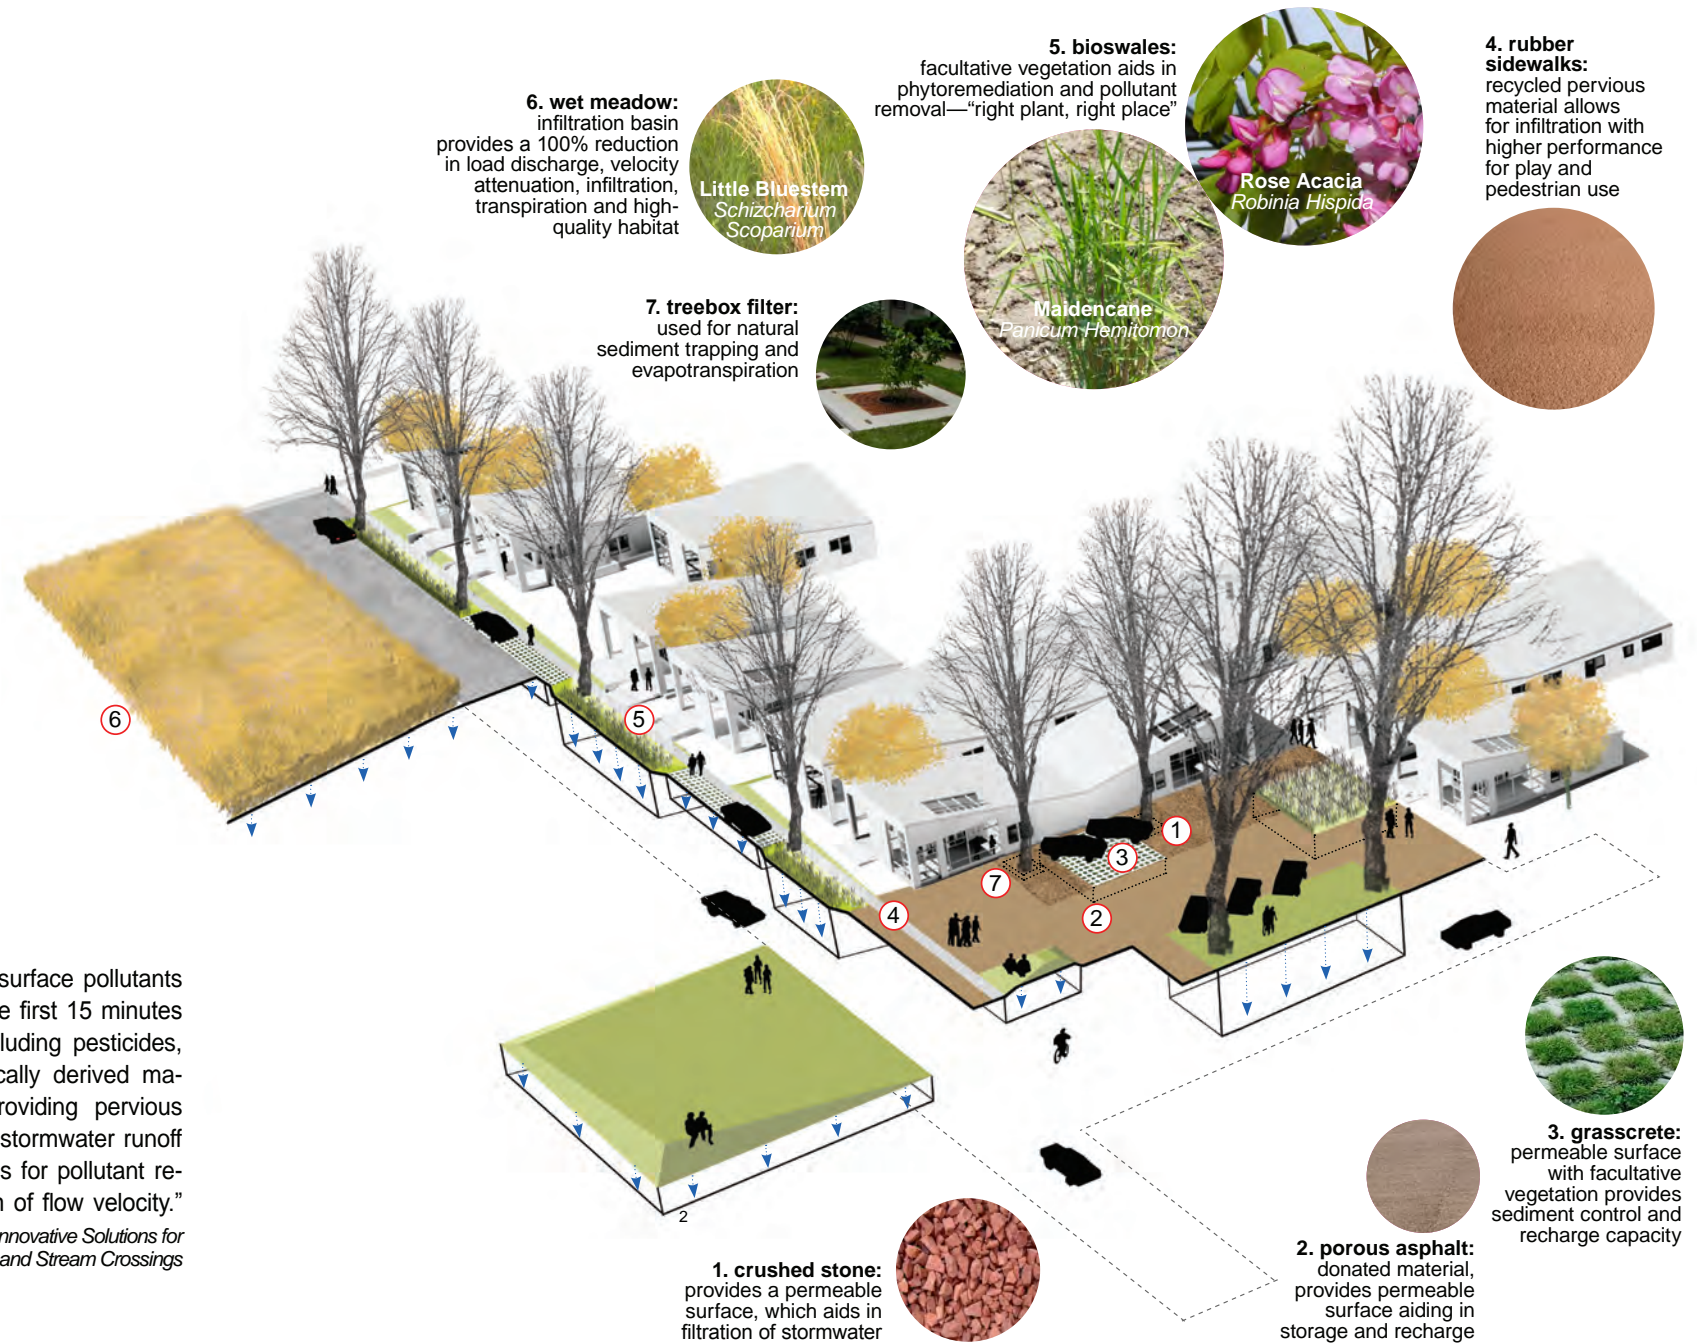 5. bioswales:
facultative vegetation aids in
phytoremediation and pollutant
removal—“right plant, right place”
4. rubber
sidewalks:
recycled pervious
material allows
for infiltration with
higher performance
for play and
pedestrian use
6. wet meadow:
infiltration basin
provides a 100% reduction
in load discharge, velocity
attenuation, infiltration,
transpiration and high-
quality habitat
Little Bluestem
Schizcharium
Scoparium
Rose Acacia
Robinia Hispida
Maidencane
Panicum Hemitomon
7. treebox filter:
used for natural
sediment trapping and
evapotranspiration
6
5
1
3
7
2
4
surface pollutants
e first 15 minutes
luding pesticides,
cally derived ma-
roviding pervious
stormwater runoff
s for pollutant re-
n of flow velocity.”
nnovative Solutions for
and Stream Crossings
2
3. grasscrete:
permeable surface
with facultative
vegetation provides
sediment control and
recharge capacity
2. porous asphalt:
donated material,
provides permeable
surface aiding in
storage and recharge
1. crushed stone:
provides a permeable
surface, which aids in
filtration of stormwater